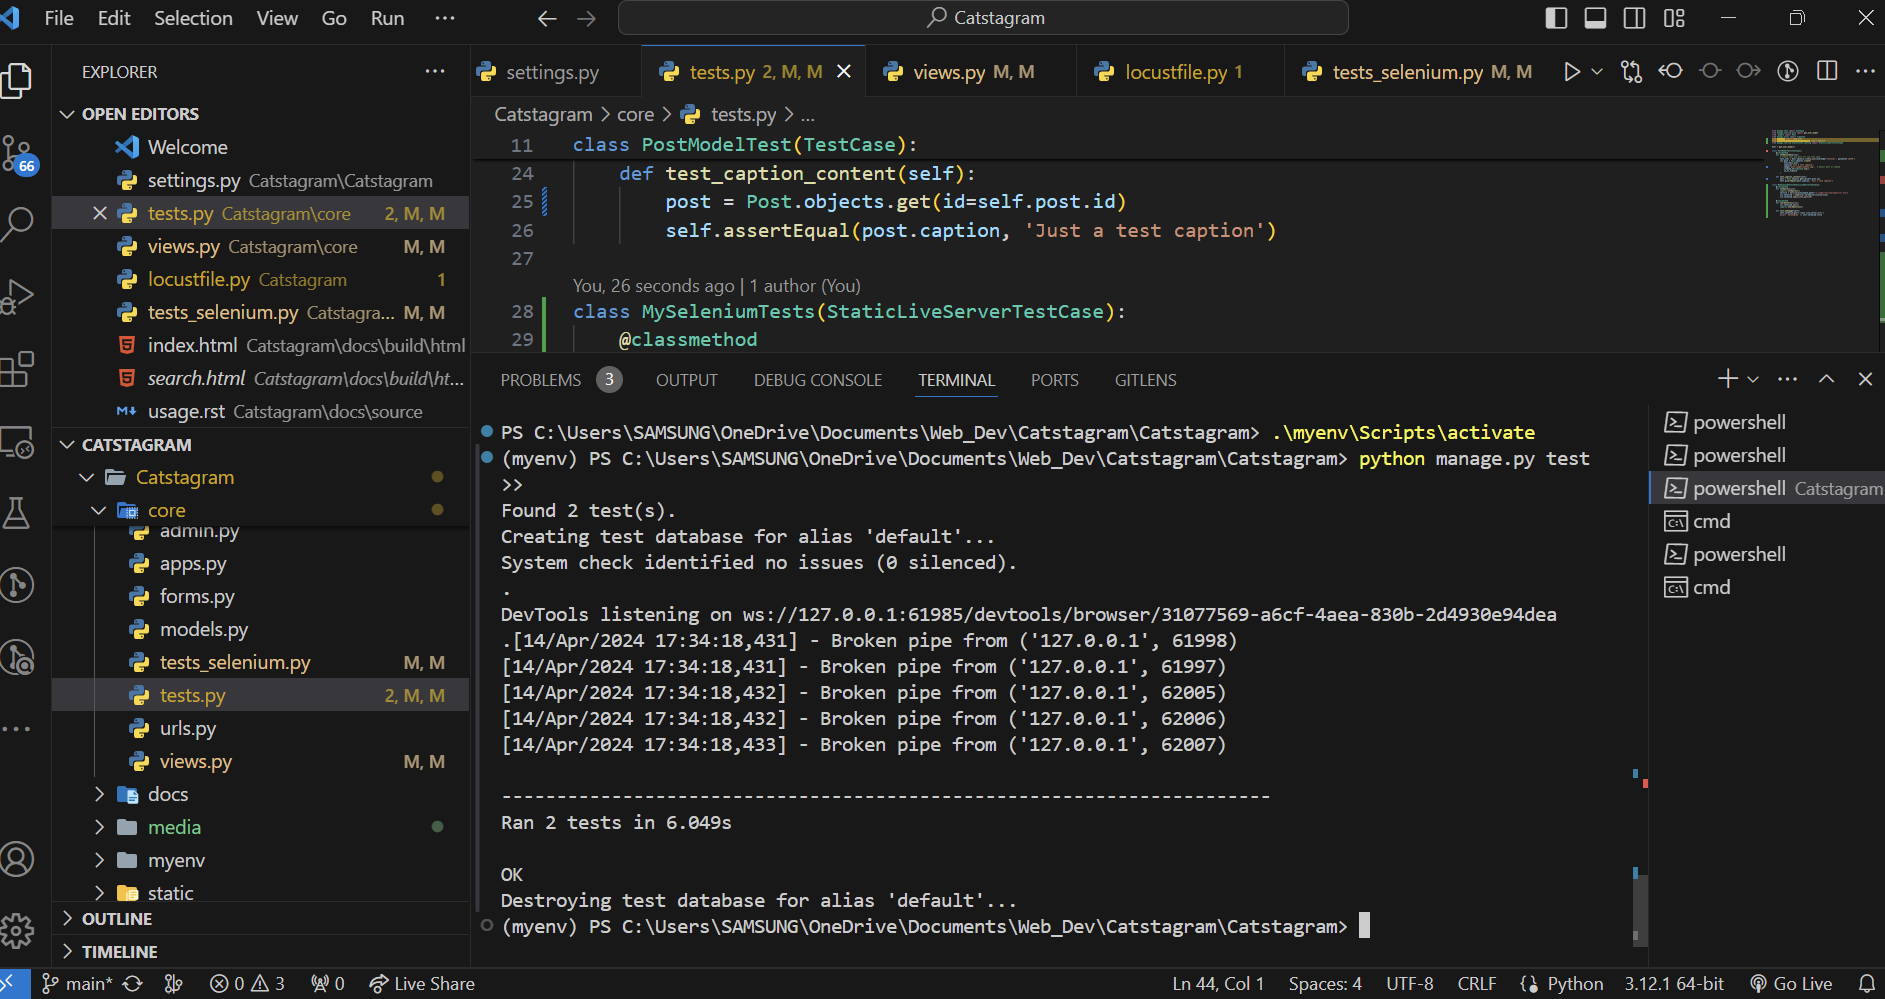 File Edit Selection View Go Run ··· Catstagram
EXPLORER ···
OPEN EDITORS
Welcome
settings.py Catstagram\Catstagram
tests.py Catstagram\core 2, M, M
views.py Catstagram\core M, M
locustfile.py Catstagram 1
tests_selenium.py Catstagra... M, M
index.html Catstagram\docs\build\html
search.html Catstagram\docs\build\ht...
usage.rst Catstagram\docs\source
CATSTAGRAM
Catstagram
core
admin.py
apps.py
forms.py
models.py
tests_selenium.py M, M
tests.py 2, M, M
urls.py
views.py M, M
docs
media
myenv
static
OUTLINE
TIMELINE
66
settings.py tests.py 2, M, M views.py M, M locustfile.py 1 tests_selenium.py M, M
Catstagram > core > tests.py > ...
11 class PostModelTest(TestCase):
24 def test_caption_content(self):
25 post = Post.objects.get(id=self.post.id)
26 self.assertEqual(post.caption, 'Just a test caption')
27
You, 26 seconds ago | 1 author (You)
28 class MySeleniumTests(StaticLiveServerTestCase):
29 @classmethod
PROBLEMS 3 OUTPUT DEBUG CONSOLE TERMINAL PORTS GITLENS
PS C:\Users\SAMSUNG\OneDrive\Documents\Web_Dev\Catstagram\Catstagram> .\myenv\Scripts\activate
(myenv) PS C:\Users\SAMSUNG\OneDrive\Documents\Web_Dev\Catstagram\Catstagram> python manage.py test
>>
Found 2 test(s).
Creating test database for alias 'default'...
System check identified no issues (0 silenced).
.
DevTools listening on ws://127.0.0.1:61985/devtools/browser/31077569-a6cf-4aea-830b-2d4930e94dea
.[14/Apr/2024 17:34:18,431] - Broken pipe from ('127.0.0.1', 61998)
[14/Apr/2024 17:34:18,431] - Broken pipe from ('127.0.0.1', 61997)
[14/Apr/2024 17:34:18,432] - Broken pipe from ('127.0.0.1', 62005)
[14/Apr/2024 17:34:18,432] - Broken pipe from ('127.0.0.1', 62006)
[14/Apr/2024 17:34:18,433] - Broken pipe from ('127.0.0.1', 62007)
----------------------------------------------------------------------
Ran 2 tests in 6.049s
OK
Destroying test database for alias 'default'...
(myenv) PS C:\Users\SAMSUNG\OneDrive\Documents\Web_Dev\Catstagram\Catstagram>
powershell
powershell
powershell Catstagram
cmd
powershell
cmd
main* 0 3 0 Live Share Ln 44, Col 1 Spaces: 4 UTF-8 CRLF Python 3.12.1 64-bit Go Live